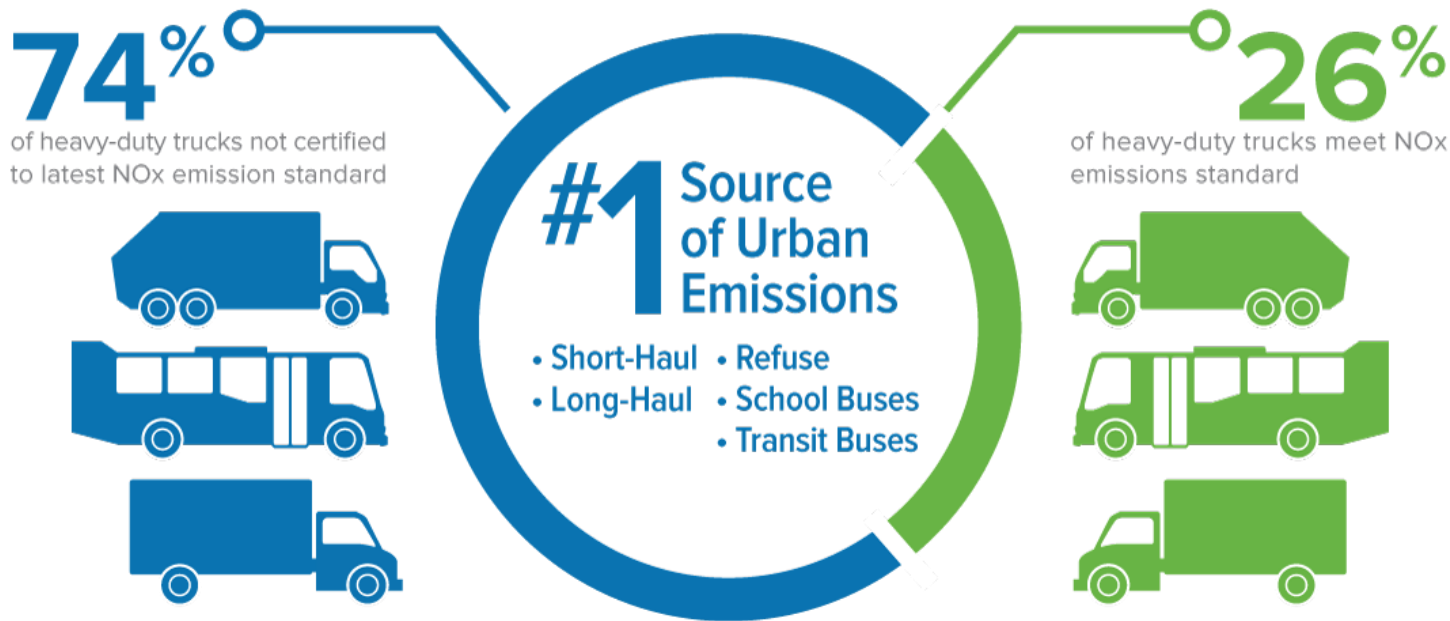 74%
of heavy-duty trucks not certified
to latest NOx emission standard
#1 Source
of Urban
Emissions
• Short-Haul
• Long-Haul
• Refuse
• School Buses
• Transit Buses
26%
of heavy-duty trucks meet NOx
emissions standard